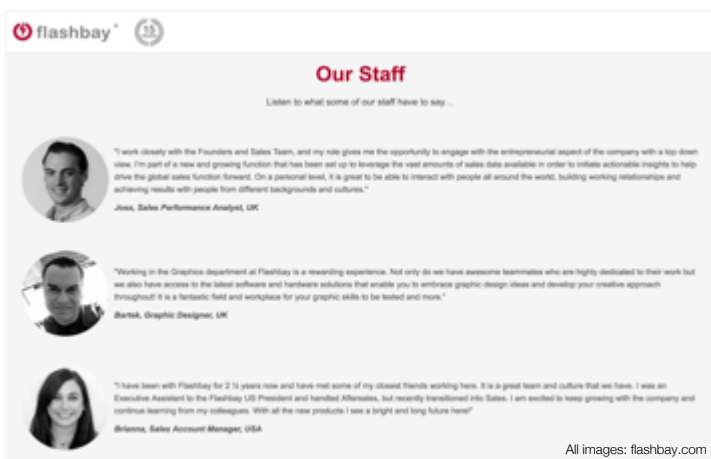 flashbay
15
Our Staff
Listen to what some of our staff have to say…
"I work closely with the Founders and Sales Team, and my role gives me the opportunity to engage with the entrepreneurial aspect of the company with a top down
view. I'm part of a new and growing function that has been set up to leverage the vast amounts of sales data available in order to initiate actionable insights to help
drive the global sales function forward. On a personal level, it is great to be able to interact with people all around the world, building working relationships and
achieving results with people from different backgrounds and cultures."
Joss, Sales Performance Analyst, UK
"Working in the Graphics department at Flashbay is a rewarding experience. Not only do we have awesome teammates who are highly dedicated to their work but
we also have access to the latest software and hardware solutions that enable you to embrace graphic design ideas and develop your creative approach
throughout! It is a fantastic field and workplace for your graphic skills to be tested and more."
Bartek, Graphic Designer, UK
"I have been with Flashbay for 2 ½ years now and have met some of my closest friends working here. It is a great team and culture that we have. I was an
Executive Assistant to the Flashbay US President and handled Aftersales, but recently transitioned into Sales. I am excited to keep growing with the company and
continue learning from my colleagues. With all the new products I see a bright and long future here!"
Brianna, Sales Account Manager, USA
All images: flashbay.com